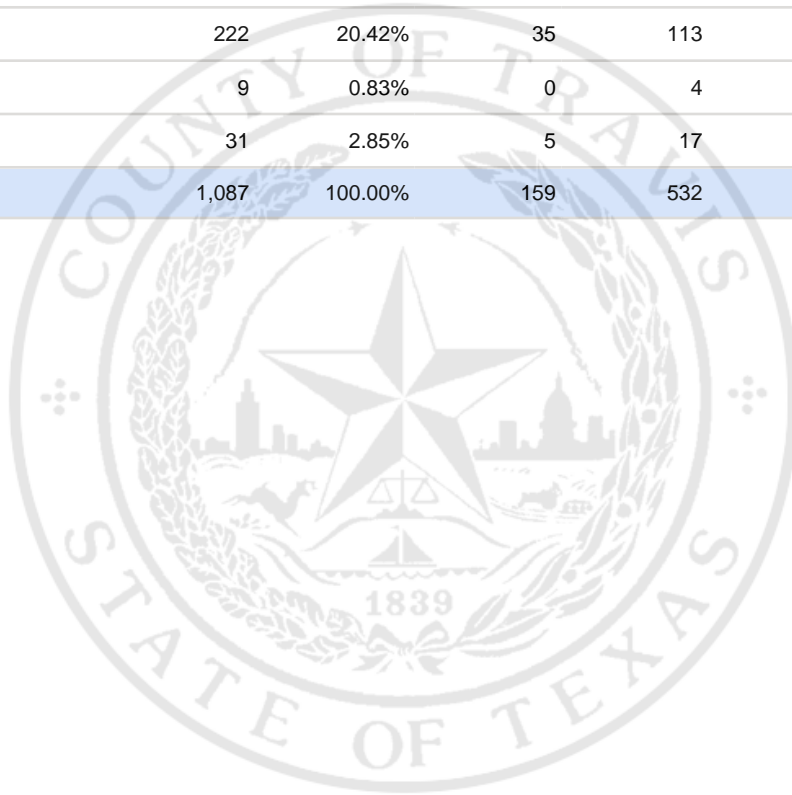 222 20.42% 35 113
9 0.83% 0 4
31 2.85% 5 17
1,087 100.00% 159 532
COUNTY OF TRAVIS
1839
STATE OF TEXAS